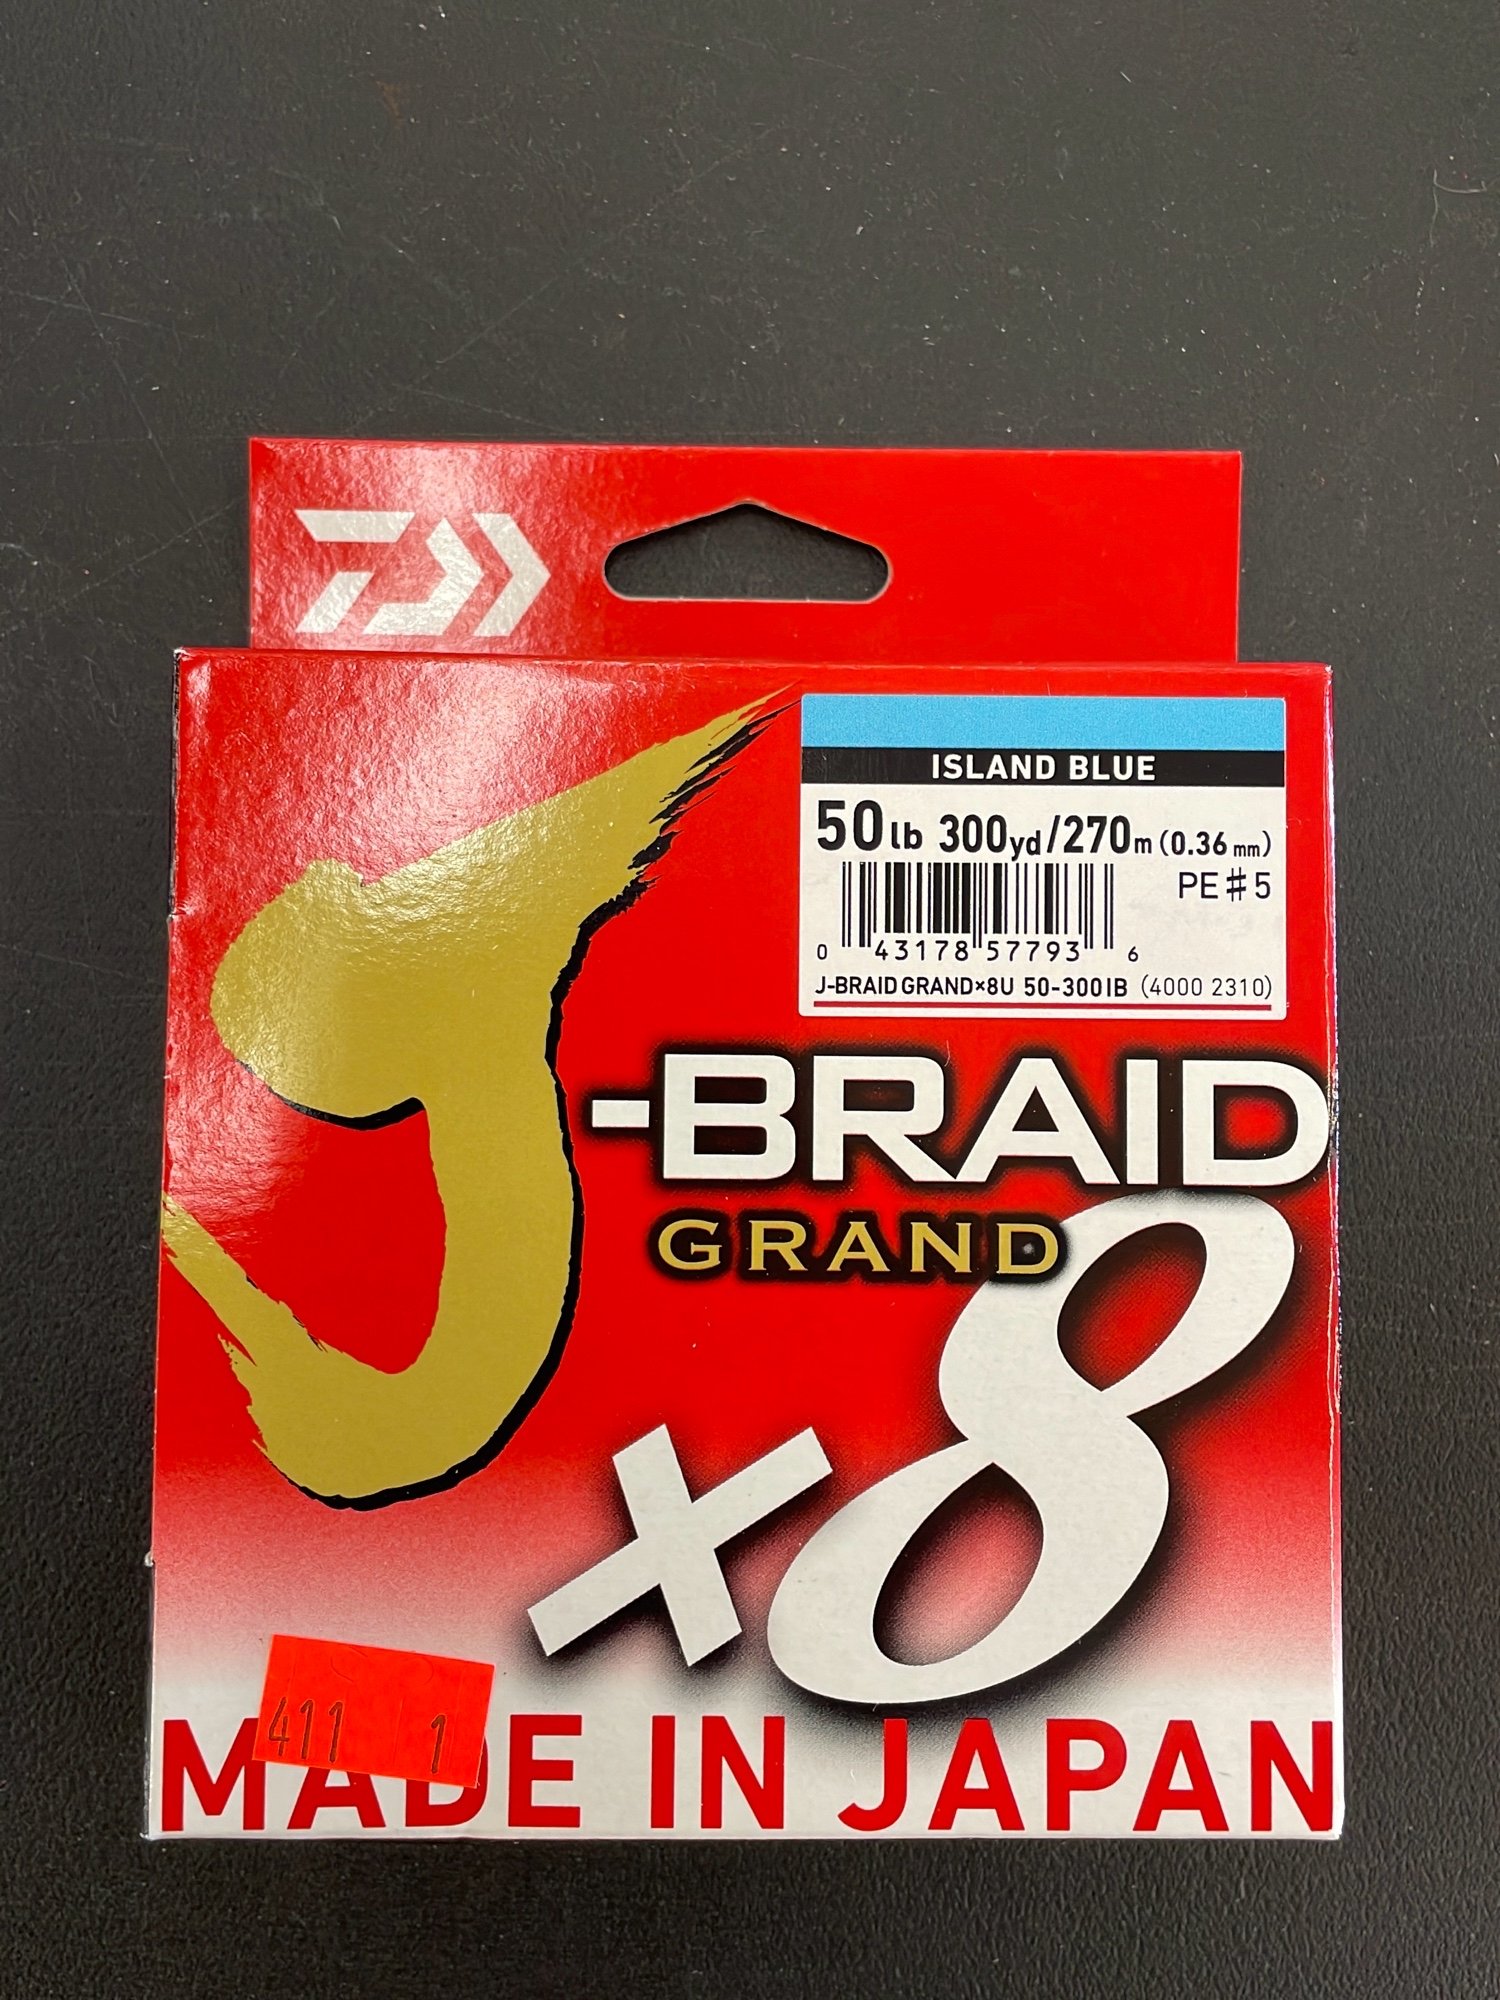 ISLAND BLUE
50lb 300yd/270m (0.36mm)
PE#5
0 43178 57793 6
J-BRAID GRAND×8U 50-300IB (4000 2310)
J-BRAID
GRAND
×8
411 1
MADE IN JAPAN